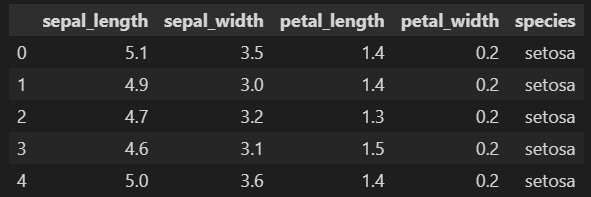 sepal_length sepal_width petal_length petal_width species
0 5.1 3.5 1.4 0.2 setosa
1 4.9 3.0 1.4 0.2 setosa
2 4.7 3.2 1.3 0.2 setosa
3 4.6 3.1 1.5 0.2 setosa
4 5.0 3.6 1.4 0.2 setosa